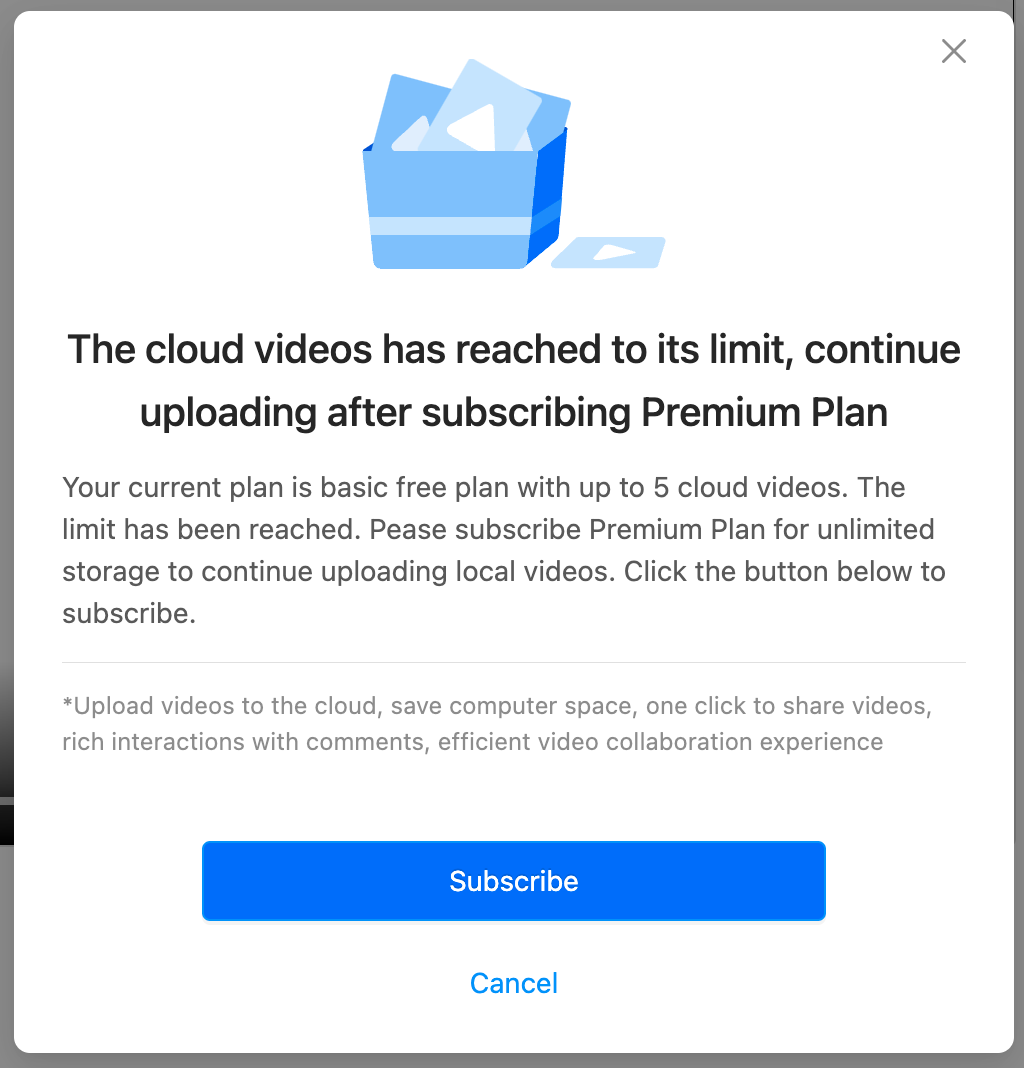 The cloud videos has reached to its limit, continue
uploading after subscribing Premium Plan
Your current plan is basic free plan with up to 5 cloud videos. The
limit has been reached. Pease subscribe Premium Plan for unlimited
storage to continue uploading local videos. Click the button below to
subscribe.
*Upload videos to the cloud, save computer space, one click to share videos,
rich interactions with comments, efficient video collaboration experience
Subscribe
Cancel